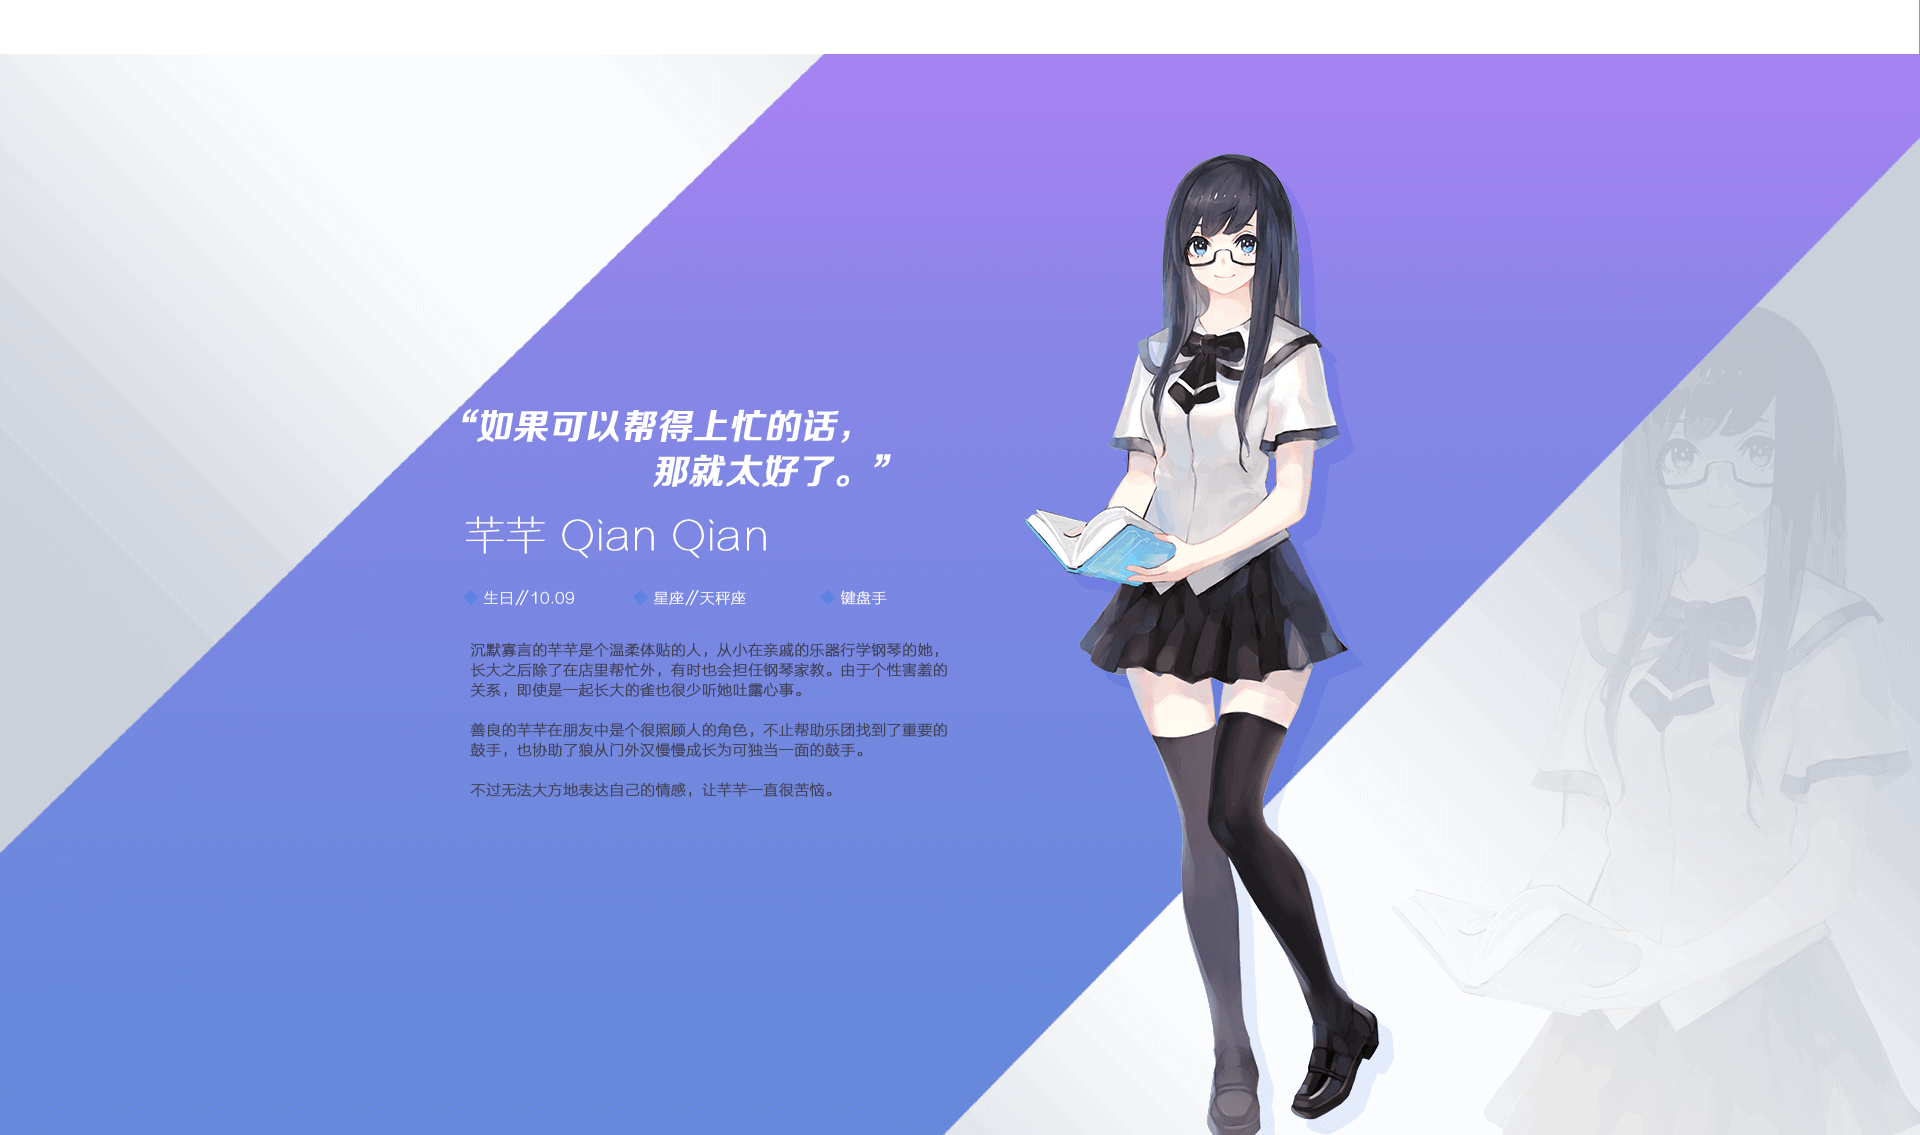 “如果可以帮得上忙的话，
那就太好了。”
芊芊 Qian Qian
生日//10.09 星座//天秤座 键盘手
沉默寡言的芊芊是个温柔体贴的人，从小在亲戚的乐器行学钢琴的她，
长大之后除了在店里帮忙外，有时也会担任钢琴家教。由于个性害羞的
关系，即使是一起长大的雀也很少听她吐露心事。
善良的芊芊在朋友中是个很照顾人的角色，不止帮助乐团找到了重要的
鼓手，也协助了狼从门外汉慢慢成长为可独当一面的鼓手。
不过无法大方地表达自己的情感，让芊芊一直很苦恼。